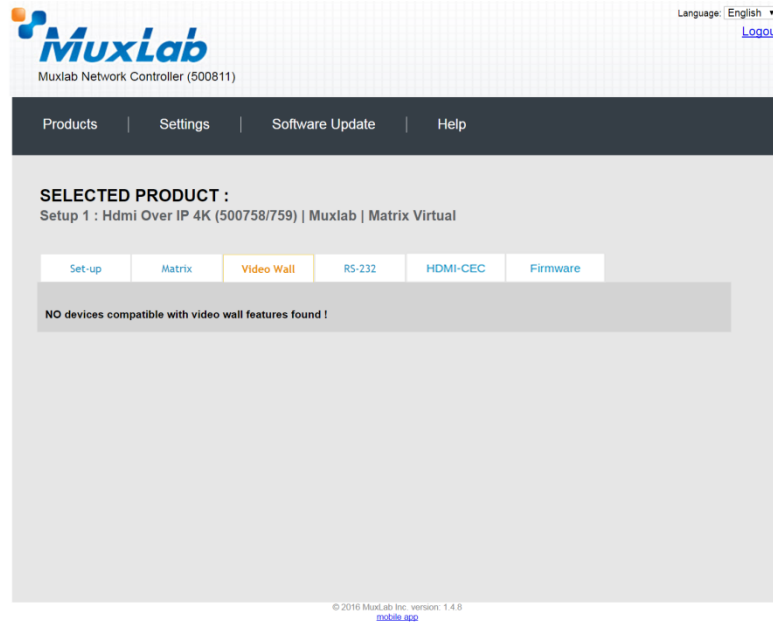 Language: English
Logou
MuxLab
Muxlab Network Controller (500811)
Products | Settings | Software Update | Help
SELECTED PRODUCT :
Setup 1 : Hdmi Over IP 4K (500758/759) | Muxlab | Matrix Virtual
Set-up Matrix Video Wall RS-232 HDMI-CEC Firmware
NO devices compatible with video wall features found !
© 2016 MuxLab Inc. version: 1.4.8
mobile app